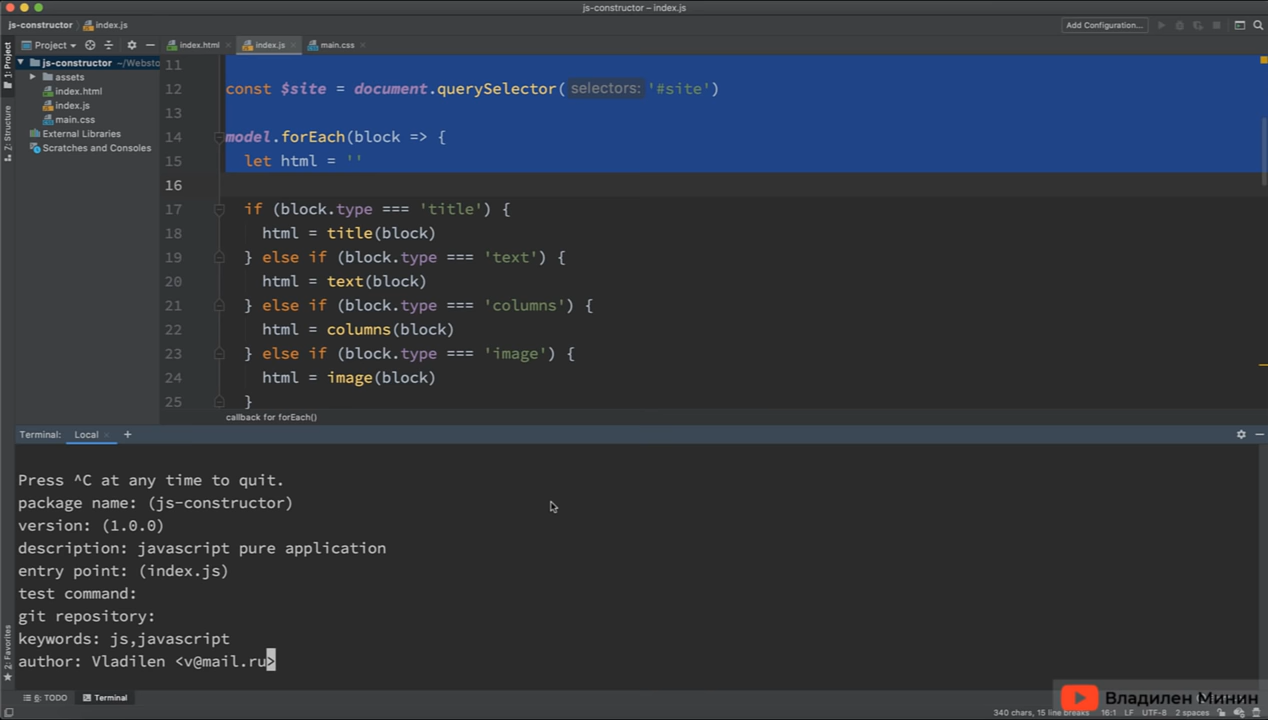 js-constructor – index.js
js-constructor
index.js
Add Configuration...
Project
index.html
index.js
main.css
1: Project
js-constructor ~/Websto
assets
index.html
index.js
main.css
External Libraries
Scratches and Consoles
Z: Structure
2: Favorites
11
12 const $site = document.querySelector( selectors: '#site')
13
14 model.forEach(block => {
15 let html = ''
16
17 if (block.type === 'title') {
18 html = title(block)
19 } else if (block.type === 'text') {
20 html = text(block)
21 } else if (block.type === 'columns') {
22 html = columns(block)
23 } else if (block.type === 'image') {
24 html = image(block)
25 }
callback for forEach()
Terminal: Local +
Press ^C at any time to quit.
package name: (js-constructor)
version: (1.0.0)
description: javascript pure application
entry point: (index.js)
test command:
git repository:
keywords: js,javascript
author: Vladilen <v@mail.ru>
6: TODO
Terminal
Владилен Минин
340 chars, 15 line breaks 16:1 LF UTF-8 2 spaces